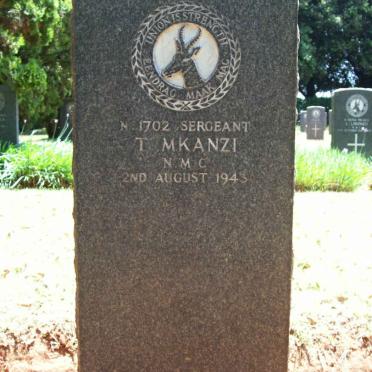 UNION IS STRENGTH
EENDRAG MAAK MAG
N 1702 SERGEANT
T MKANZI
N M C
2ND AUGUST 1943